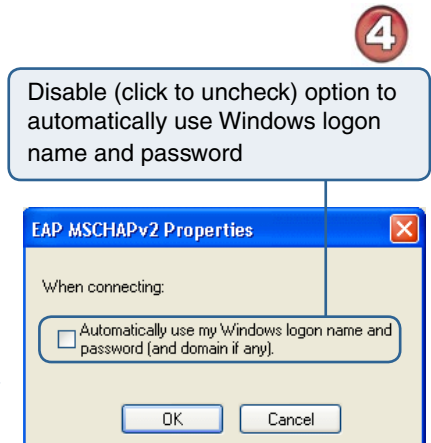 4
Disable (click to uncheck) option to
automatically use Windows logon
name and password
EAP MSCHAPv2 Properties
When connecting:
Automatically use my Windows logon name and
password (and domain if any).
OK Cancel